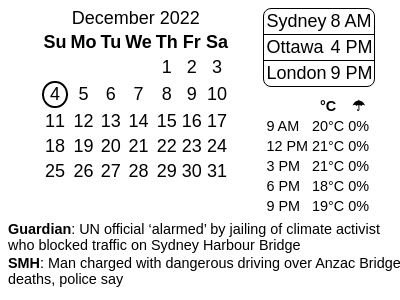 December 2022
Su Mo Tu We Th Fr Sa
1 2 3
4 5 6 7 8 9 10
11 12 13 14 15 16 17
18 19 20 21 22 23 24
25 26 27 28 29 30 31
Sydney 8 AM
Ottawa 4 PM
London 9 PM
°C ☂
9 AM 20°C 0%
12 PM 21°C 0%
3 PM 21°C 0%
6 PM 18°C 0%
9 PM 19°C 0%
Guardian: UN official ‘alarmed’ by jailing of climate activist
who blocked traffic on Sydney Harbour Bridge
SMH: Man charged with dangerous driving over Anzac Bridge
deaths, police say